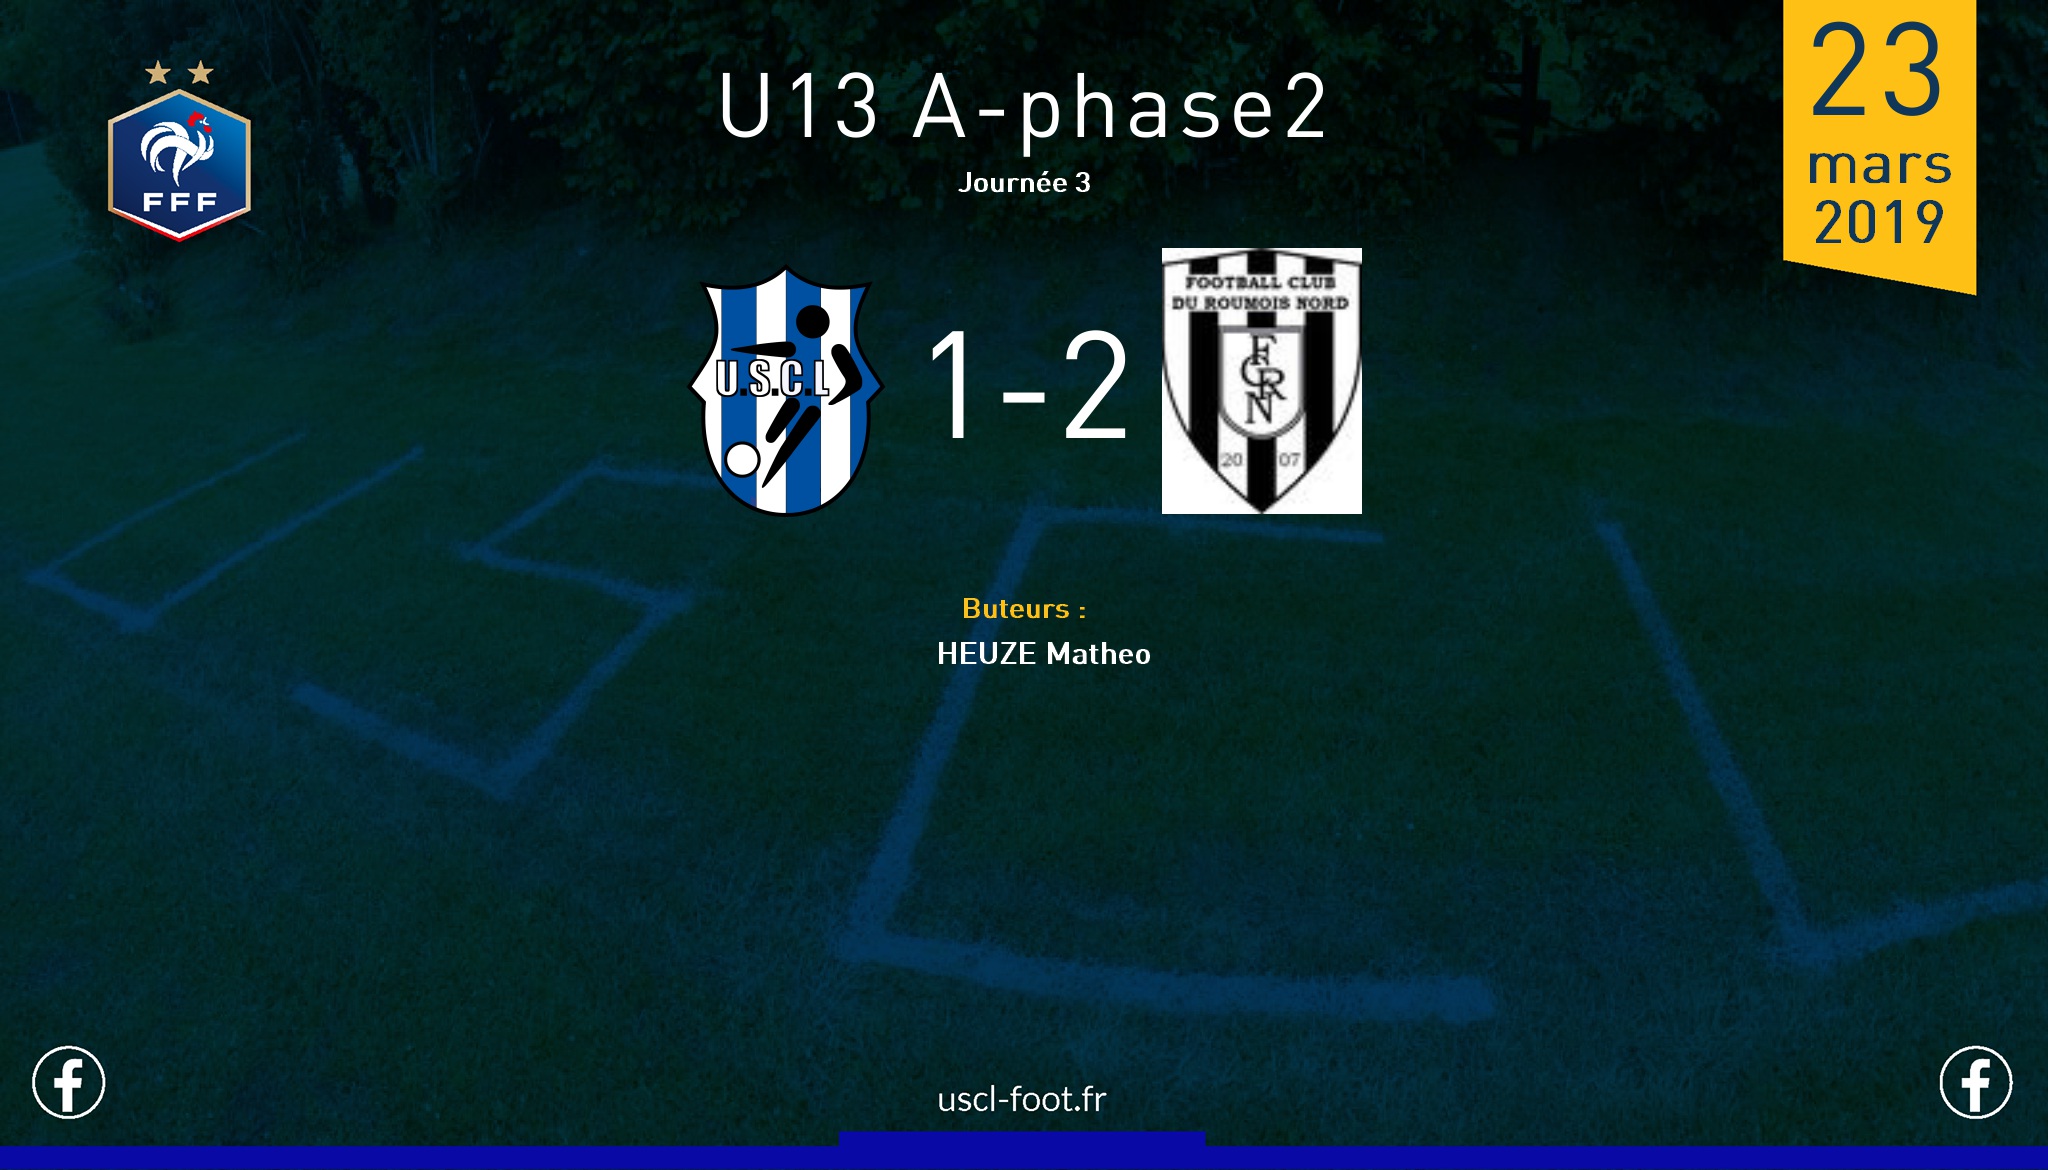 FFF
U13 A-phase2
Journée 3
23
mars
2019
U.S.C.L
1-2
FOOTBALL CLUB
DU ROUMOIS NORD
FCRN
20 07
Buteurs :
HEUZE Matheo
USCL
uscl-foot.fr